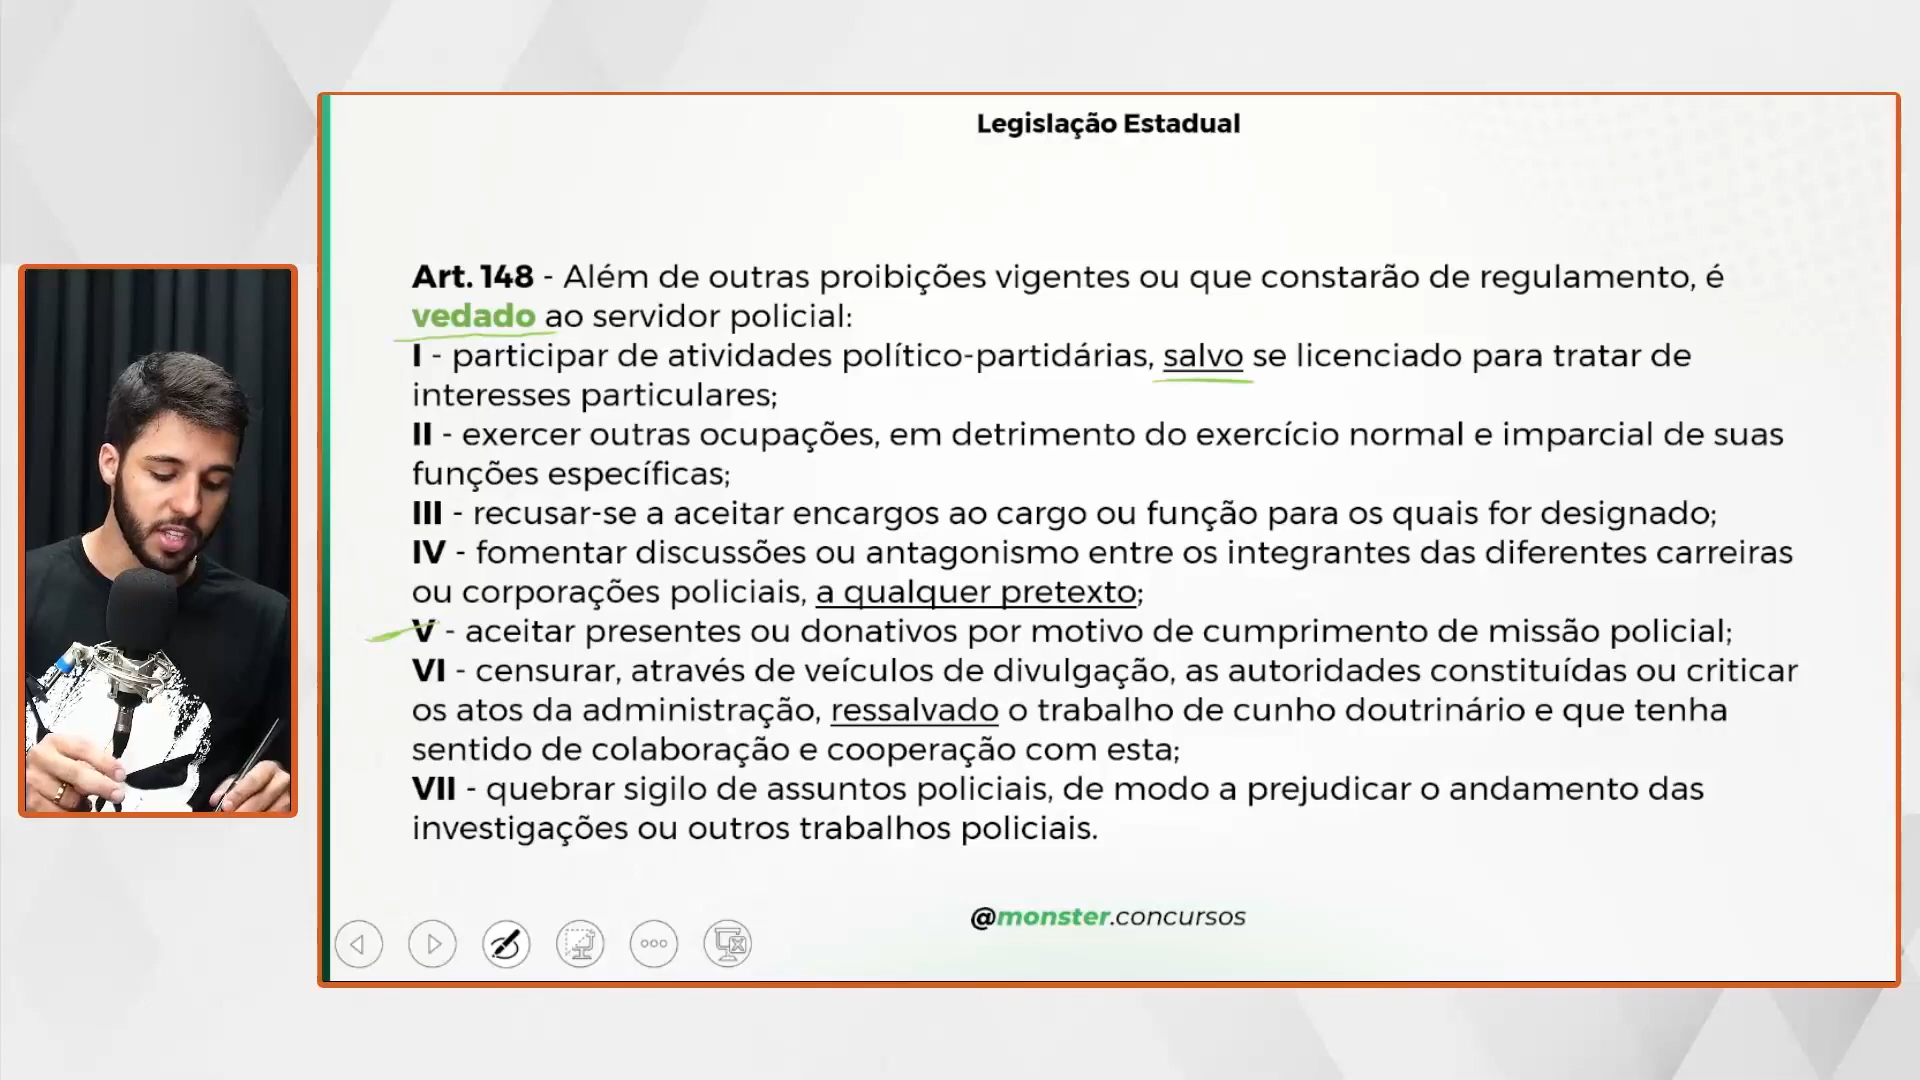 Legislação Estadual
Art. 148 - Além de outras proibições vigentes ou que constarão de regulamento, é
vedado ao servidor policial:
I - participar de atividades político-partidárias, salvo se licenciado para tratar de
interesses particulares;
II - exercer outras ocupações, em detrimento do exercício normal e imparcial de suas
funções específicas;
III - recusar-se a aceitar encargos ao cargo ou função para os quais for designado;
IV - fomentar discussões ou antagonismo entre os integrantes das diferentes carreiras
ou corporações policiais, a qualquer pretexto;
V - aceitar presentes ou donativos por motivo de cumprimento de missão policial;
VI - censurar, através de veículos de divulgação, as autoridades constituídas ou criticar
os atos da administração, ressalvado o trabalho de cunho doutrinário e que tenha
sentido de colaboração e cooperação com esta;
VII - quebrar sigilo de assuntos policiais, de modo a prejudicar o andamento das
investigações ou outros trabalhos policiais.
@monster.concursos